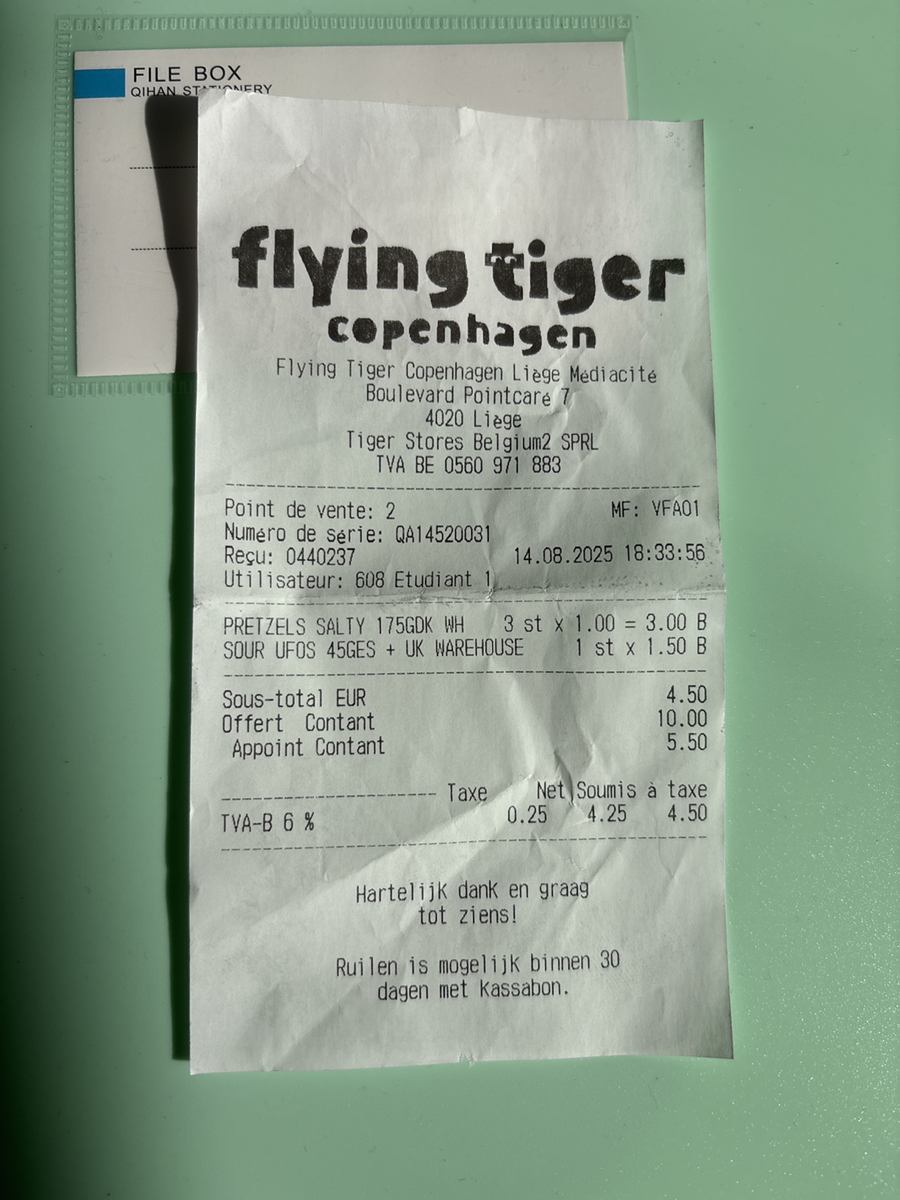 FILE BOX
QIHAN STATIONERY
flying tiger
copenhagen
Flying Tiger Copenhagen Liège Médiacité
Boulevard Pointcaré 7
4020 Liège
Tiger Stores Belgium2 SPRL
TVA BE 0560 971 883
Point de vente: 2 MF: VFA01
Numéro de série: QA14520031
Reçu: 0440237 14.08.2025 18:33:56
Utilisateur: 608 Etudiant 1
PRETZELS SALTY 175GDK WH 3 st x 1.00 = 3.00 B
SOUR UFOS 45GES + UK WAREHOUSE 1 st x 1.50 B
Sous-total EUR 4.50
Offert Contant 10.00
Appoint Contant 5.50
Taxe Net Soumis à taxe
TVA-B 6 % 0.25 4.25 4.50
Hartelijk dank en graag
tot ziens!
Ruilen is mogelijk binnen 30
dagen met Kassabon.